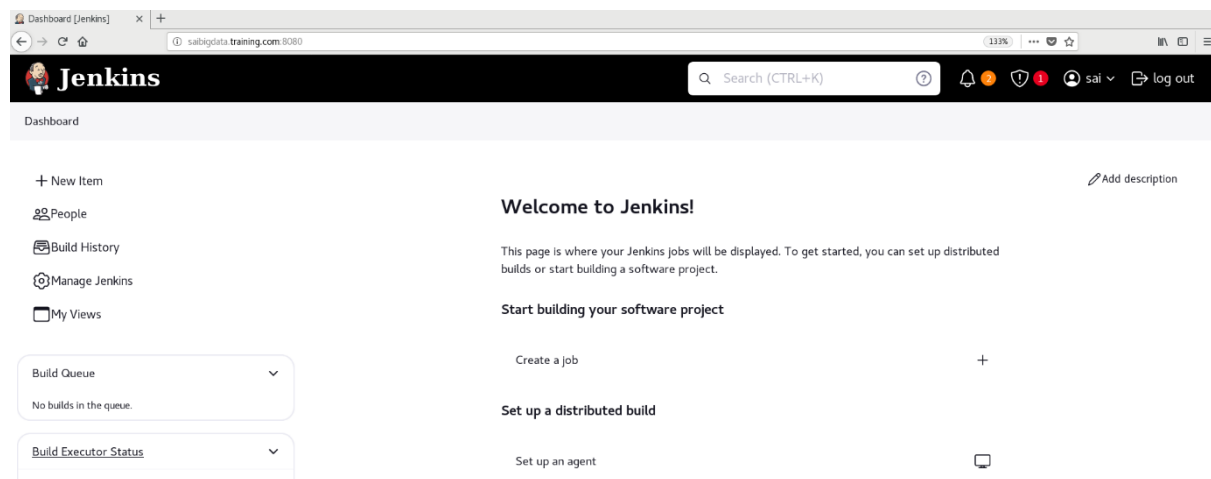 Dashboard [Jenkins]
saibigdata.training.com:8080
133%
Jenkins
Search (CTRL+K)
2
1
sai
log out
Dashboard
New Item
People
Build History
Manage Jenkins
My Views
Build Queue
No builds in the queue.
Build Executor Status
Add description
Welcome to Jenkins!
This page is where your Jenkins jobs will be displayed. To get started, you can set up distributed
builds or start building a software project.
Start building your software project
Create a job
Set up a distributed build
Set up an agent